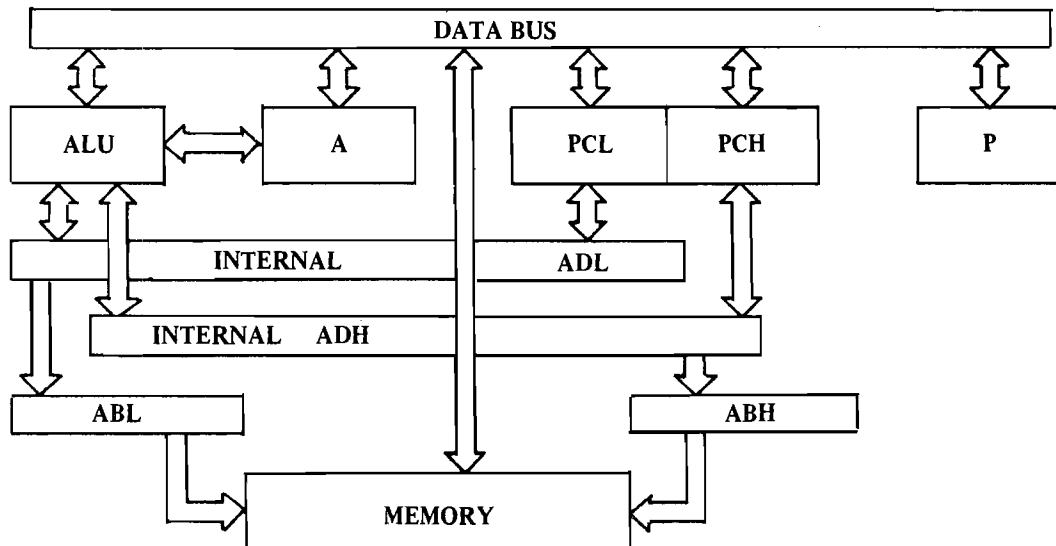 DATA BUS
ALU
A
PCL
PCH
P
INTERNAL ADL
INTERNAL ADH
ABL
ABH
MEMORY